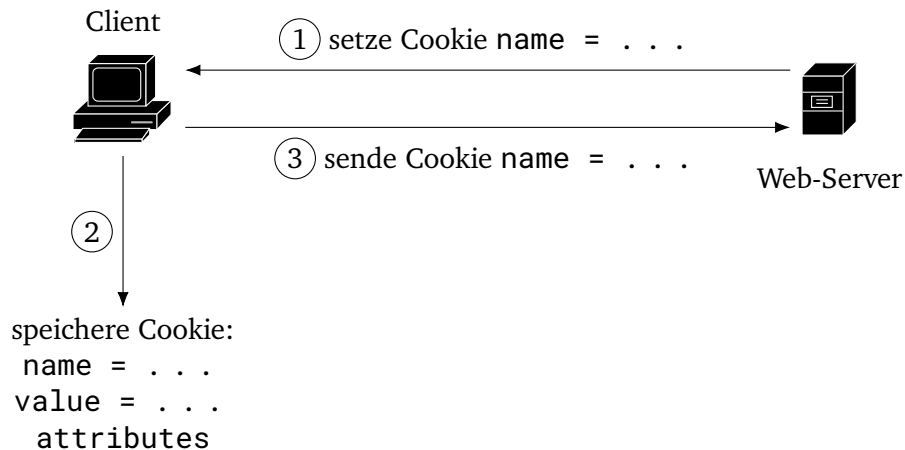 Client
1 setze Cookie name = . . .
3 sende Cookie name = . . .
Web-Server
2
speichere Cookie:
name = . . .
value = . . .
attributes